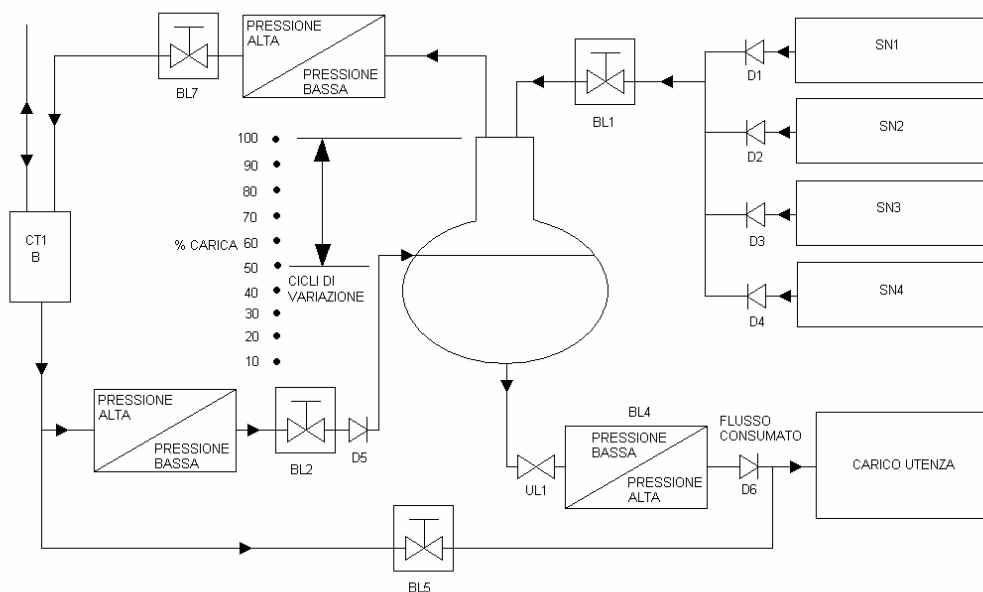 PRESSIONE
ALTA
PRESSIONE
BASSA
BL7
BL1
D1
SN1
D2
SN2
D3
SN3
D4
SN4
100
90
80
70
60
50
40
30
20
10
% CARICA
CICLI DI
VARIAZIONE
CT1
B
PRESSIONE
ALTA
PRESSIONE
BASSA
BL2
D5
UL1
BL4
PRESSIONE
BASSA
PRESSIONE
ALTA
FLUSSO
CONSUMATO
D6
CARICO UTENZA
BL5